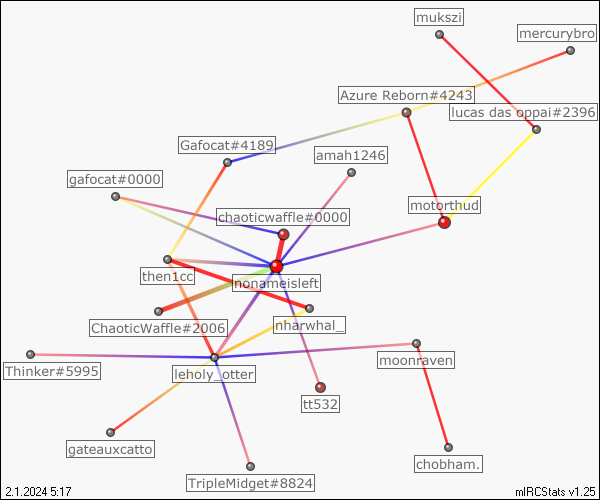 mukszi
mercurybro
Azure Reborn#4243
lucas das oppai#2396
Gafocat#4189
amah1246
gafocat#0000
motorthud
chaoticwaffle#0000
then1cc
nonameisleft
ChaoticWaffle#2006
nharwhal_
Thinker#5995
leholy_otter
moonraven
tt532
gateauxcatto
chobham.
TripleMidget#8824
2.1.2024 5:17
mIRCStats v1.25